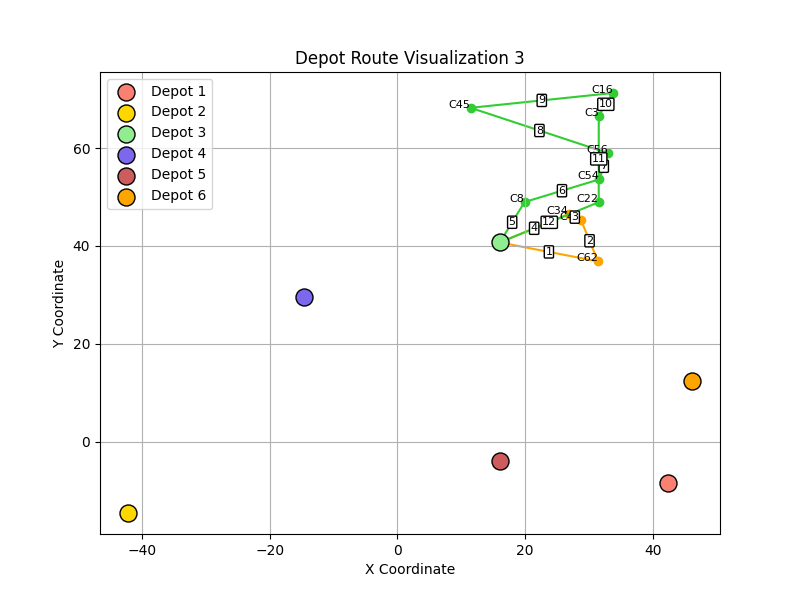 Depot Route Visualization 3
Depot 1
Depot 2
Depot 3
Depot 4
Depot 5
Depot 6
C16
9
10
C45
C3
8
C56
11
7
C54
6
C8
C22
C34
5
12
3
4
2
1
C62
60
40
20
0
−40
−20
0
20
40
X Coordinate
Y Coordinate